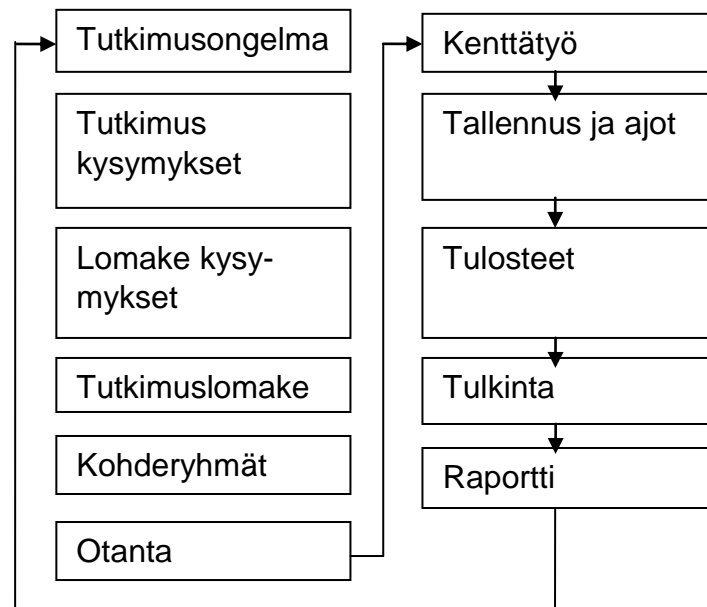 Tutkimusongelma
Tutkimus
kysymykset
Lomake kysy-
mykset
Tutkimuslomake
Kohderyhmät
Otanta
Kenttätyö
Tallennus ja ajot
Tulosteet
Tulkinta
Raportti